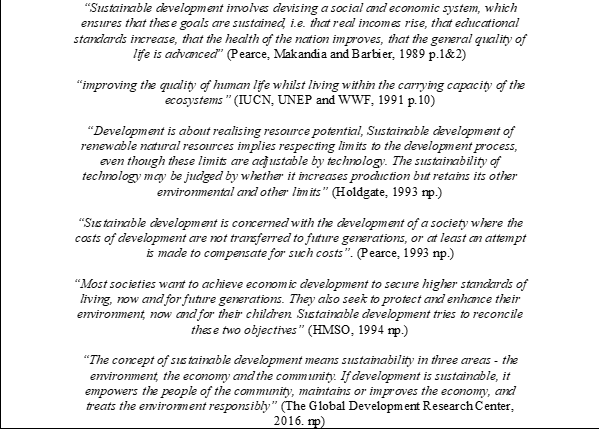 “Sustainable development involves devising a social and economic system, which
ensures that these goals are sustained, i.e. that real incomes rise, that educational
standards increase, that the health of the nation improves, that the general quality of
life is advanced” (Pearce, Makandia and Barbier, 1989 p.1&2)
“improving the quality of human life whilst living within the carrying capacity of the
ecosystems” (IUCN, UNEP and WWF, 1991 p.10)
“Development is about realising resource potential, Sustainable development of
renewable natural resources implies respecting limits to the development process,
even though these limits are adjustable by technology. The sustainability of
technology may be judged by whether it increases production but retains its other
environmental and other limits” (Holdgate, 1993 np.)
“Sustainable development is concerned with the development of a society where the
costs of development are not transferred to future generations, or at least an attempt
is made to compensate for such costs”. (Pearce, 1993 np.)
“Most societies want to achieve economic development to secure higher standards of
living, now and for future generations. They also seek to protect and enhance their
environment, now and for their children. Sustainable development tries to reconcile
these two objectives” (HMSO, 1994 np.)
“The concept of sustainable development means sustainability in three areas - the
environment, the economy and the community. If development is sustainable, it
empowers the people of the community, maintains or improves the economy, and
treats the environment responsibly” (The Global Development Research Center,
2016. np)